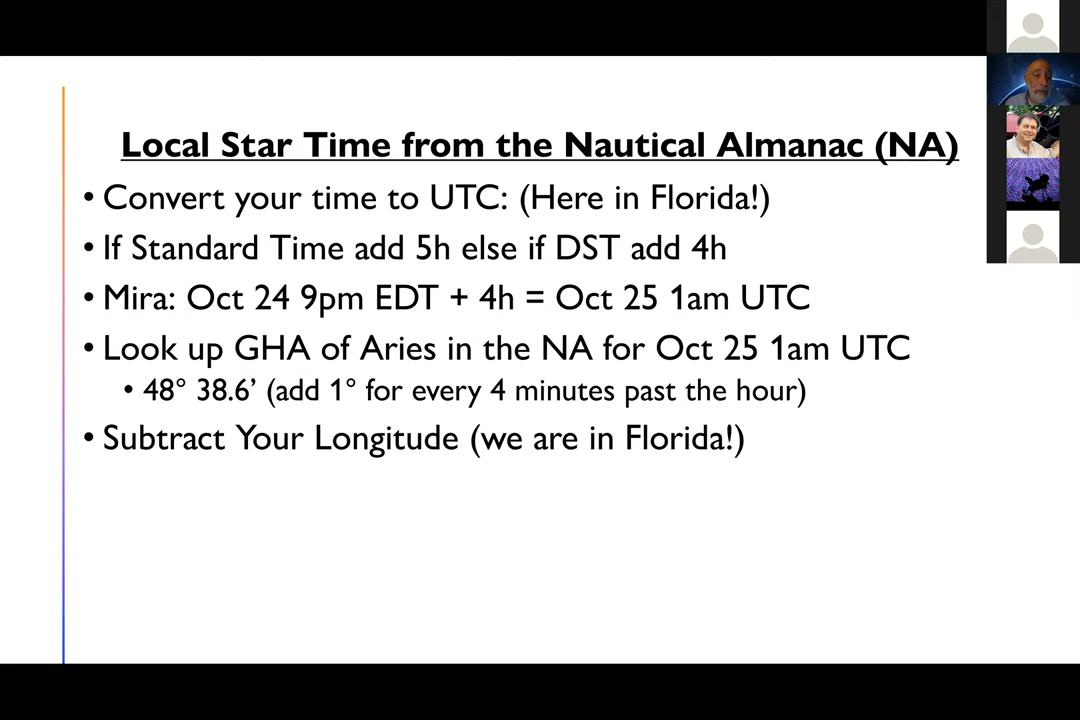 Local Star Time from the Nautical Almanac (NA)
• Convert your time to UTC: (Here in Florida!)
• If Standard Time add 5h else if DST add 4h
• Mira: Oct 24 9pm EDT + 4h = Oct 25 1am UTC
• Look up GHA of Aries in the NA for Oct 25 1am UTC
• 48° 38.6’ (add 1° for every 4 minutes past the hour)
• Subtract Your Longitude (we are in Florida!)